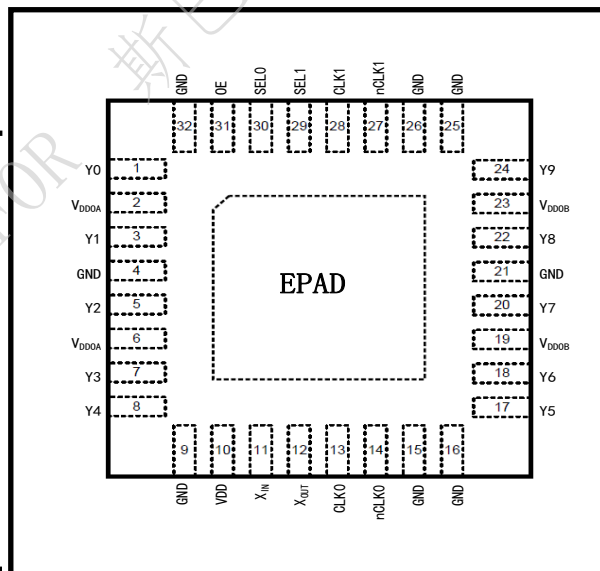 斯巴
FOR
GND OE SEL0 SEL1 CLK1 nCLK1 GND GND
32 31 30 29 28 27 26 25
Y0 1 24 Y9
VDDOA 2 23 VDDOB
Y1 3 22 Y8
GND 4 21 GND
EPAD
Y2 5 20 Y7
VDDOA 6 19 VDDOB
Y3 7 18 Y6
Y4 8 17 Y5
9 10 11 12 13 14 15 16
GND VDD XIN XOUT CLK0 nCLK0 GND GND